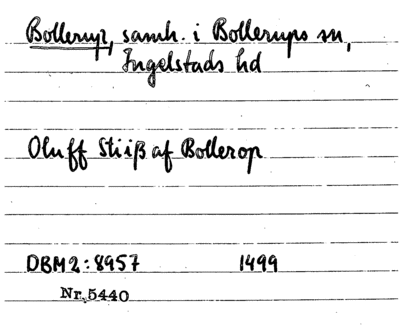 Bollerup, samh. i Bollerups sn,
Ingelstads hd
Oluff Stiiß af Bollerop
DBM2:8957 1499
Nr. 5440